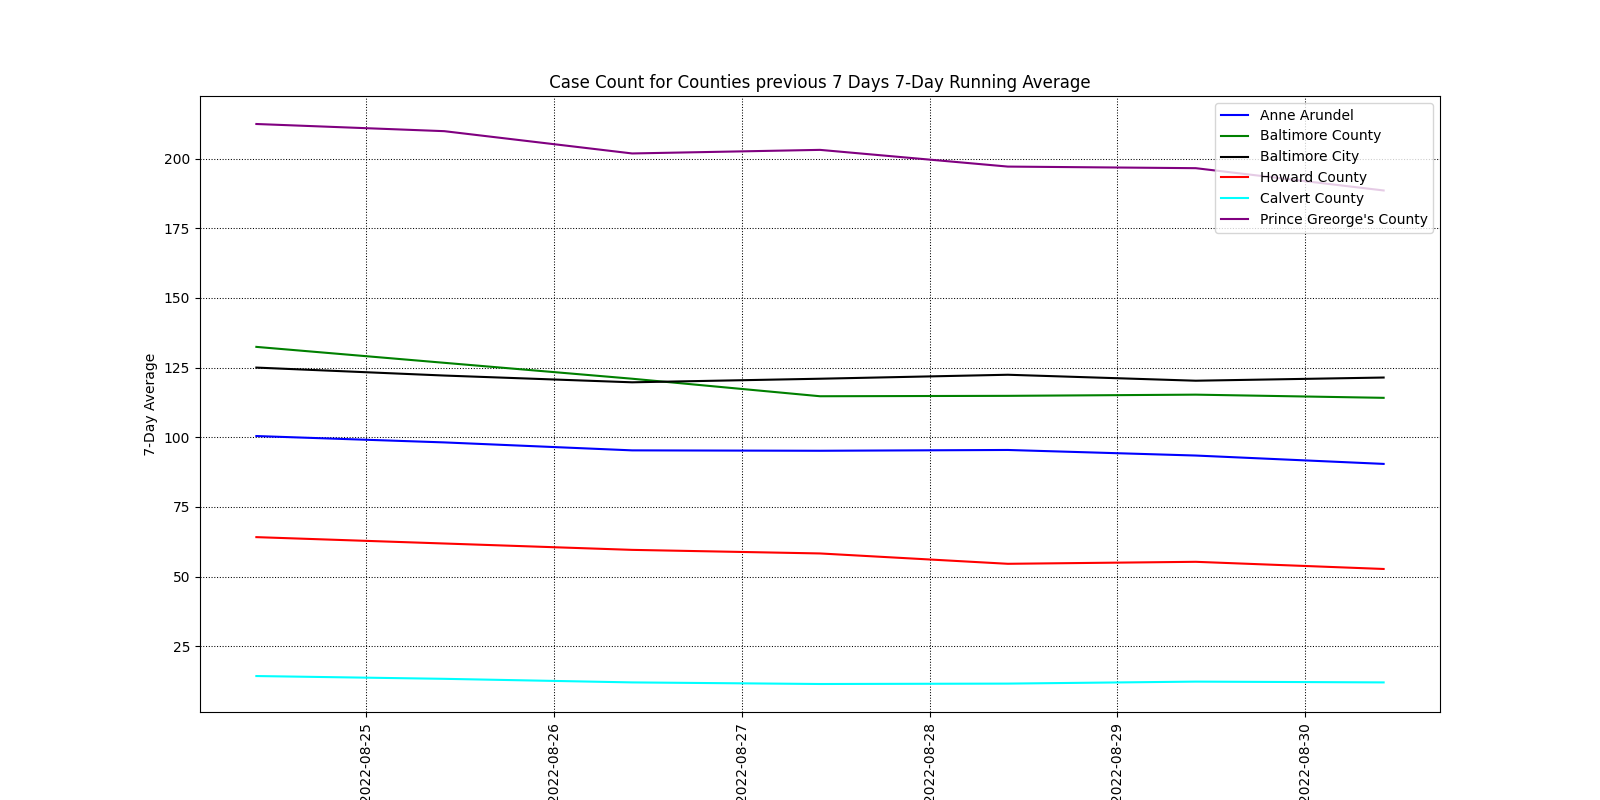 Case Count for Counties previous 7 Days 7-Day Running Average
Anne Arundel
Baltimore County
Baltimore City
Howard County
Calvert County
Prince Greorge's County
7-Day Average
200
175
150
125
100
75
50
25
2022-08-25
2022-08-26
2022-08-27
2022-08-28
2022-08-29
2022-08-30